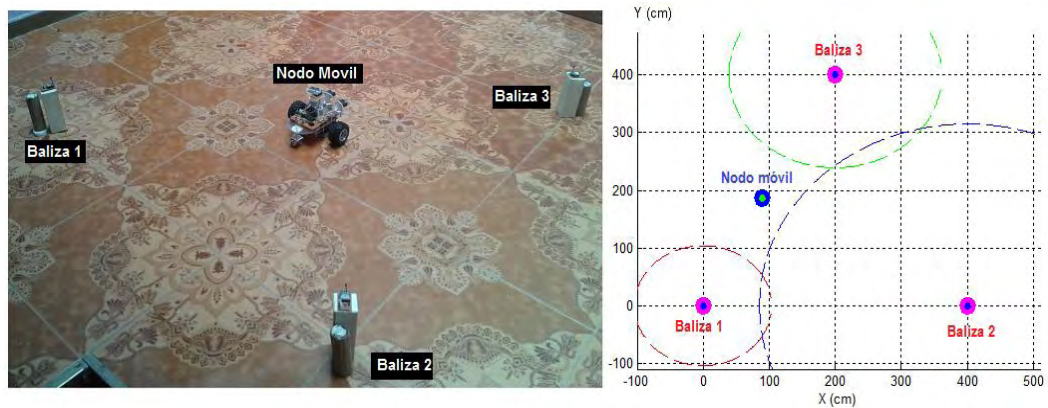 Nodo Movil
Baliza 3
Baliza 1
Baliza 2
Y (cm)
Baliza 3
400
300
Nodo móvil
200
100
0
Baliza 1
Baliza 2
-100
-100 0 100 200 300 400 500
X (cm)